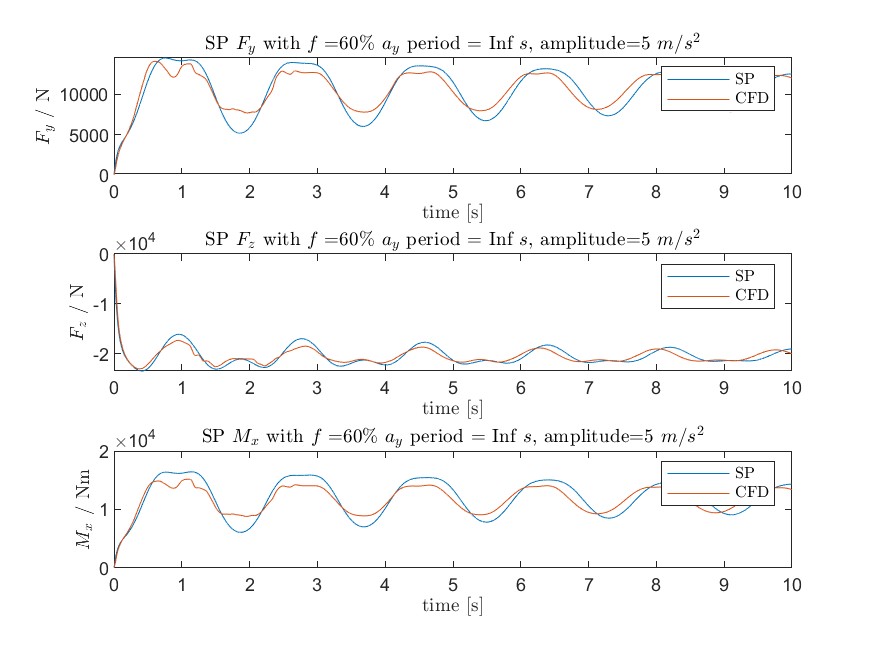 SP F_y with f =60% a_y period = Inf s, amplitude=5 m/s^2
F_y / N
10000
5000
0
SP
CFD
0 1 2 3 4 5 6 7 8 9 10
time [s]
×10^4
SP F_z with f =60% a_y period = Inf s, amplitude=5 m/s^2
F_z / N
0
-1
-2
SP
CFD
0 1 2 3 4 5 6 7 8 9 10
time [s]
×10^4
SP M_x with f =60% a_y period = Inf s, amplitude=5 m/s^2
M_x / Nm
2
1
0
SP
CFD
0 1 2 3 4 5 6 7 8 9 10
time [s]